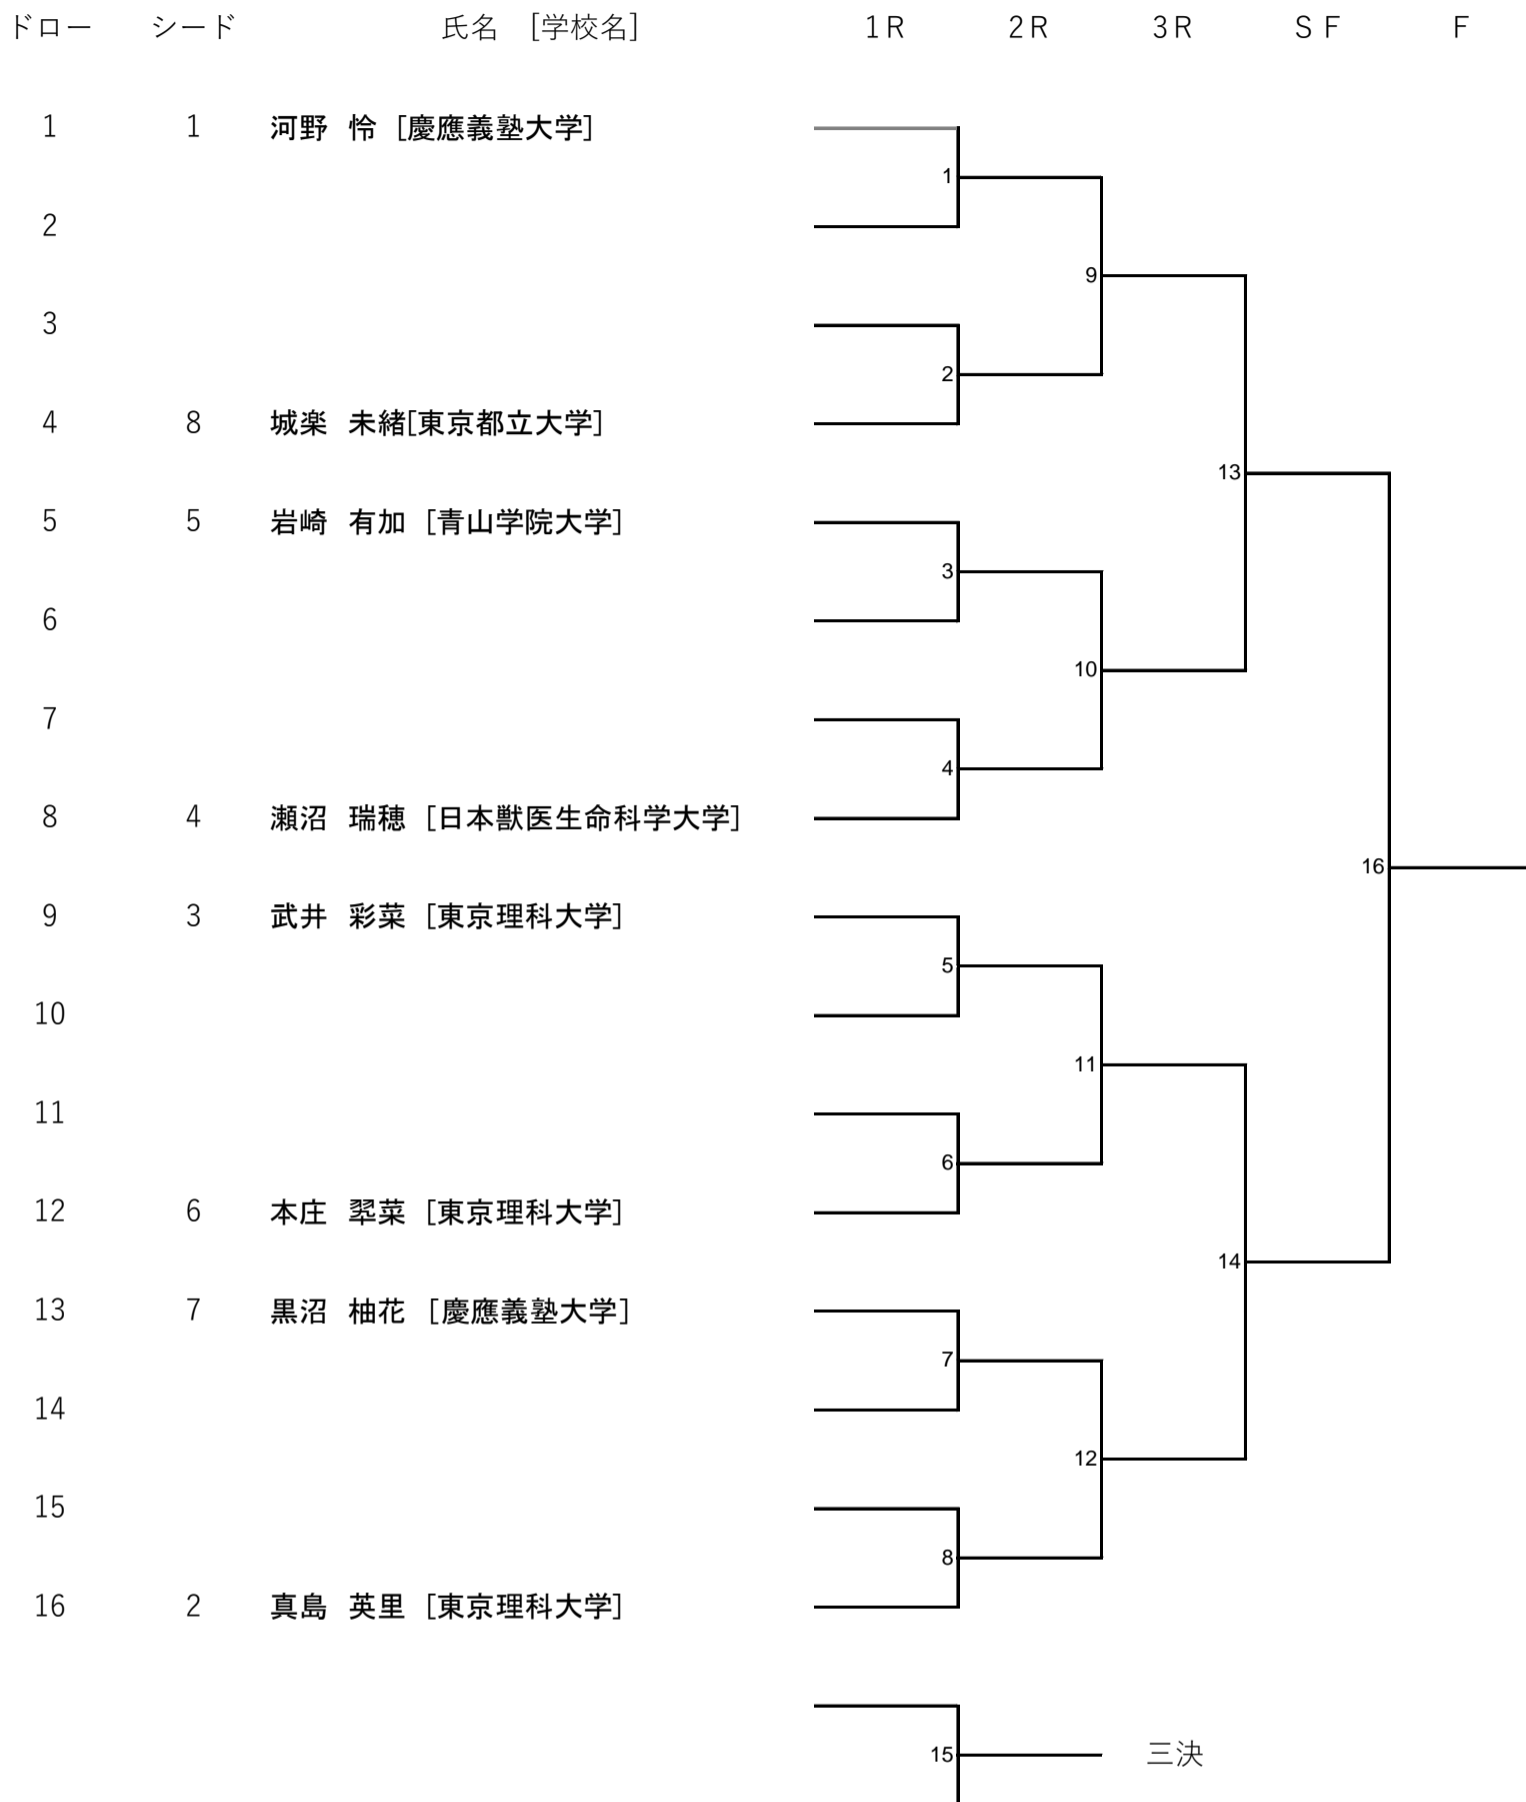 ドロー シード 氏名 [学校名] 1R 2R 3R SF F
1 1 河野 怜 [慶應義塾大学]
1
2
9
3
2
4 8 城楽 未緒[東京都立大学]
13
5 5 岩崎 有加 [青山学院大学]
3
6
10
7
4
8 4 瀬沼 瑞穂 [日本獣医生命科学大学]
16
9 3 武井 彩菜 [東京理科大学]
5
10
11
11
6
12 6 本庄 翆菜 [東京理科大学]
14
13 7 黒沼 柚花 [慶應義塾大学]
7
14
12
15
8
16 2 真島 英里 [東京理科大学]
15 三決